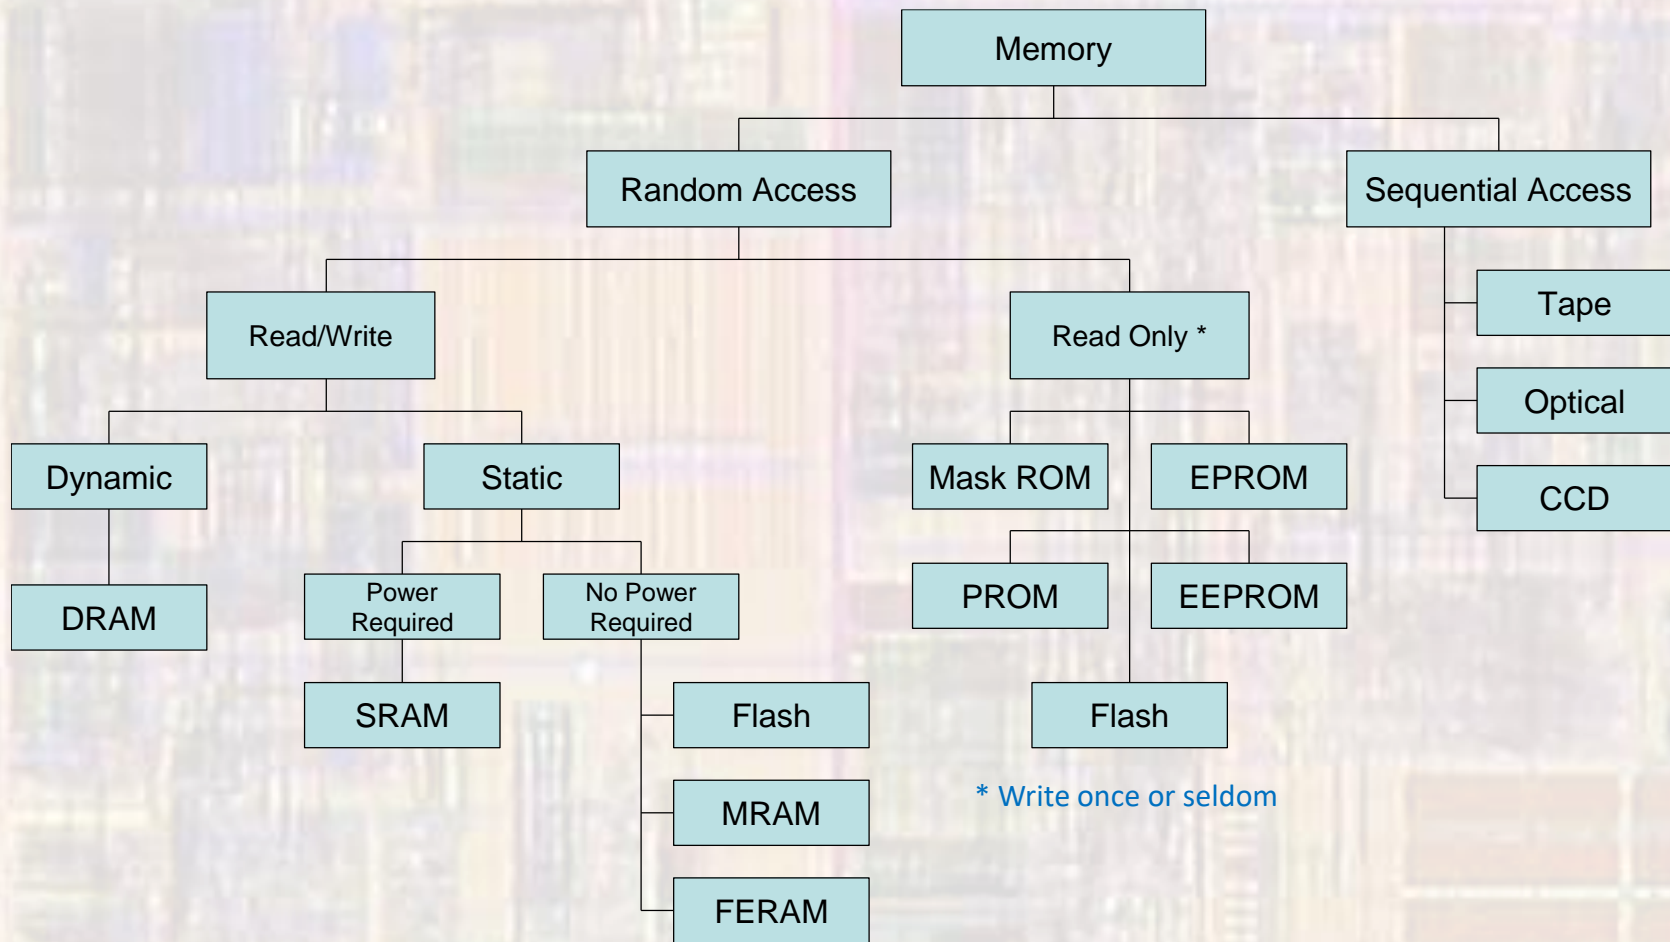 Memory
Random Access
Sequential Access
Read/Write
Read Only *
Tape
Optical
CCD
Dynamic
Static
Mask ROM
EPROM
DRAM
Power
Required
No Power
Required
PROM
EEPROM
SRAM
Flash
Flash
MRAM
FERAM
* Write once or seldom